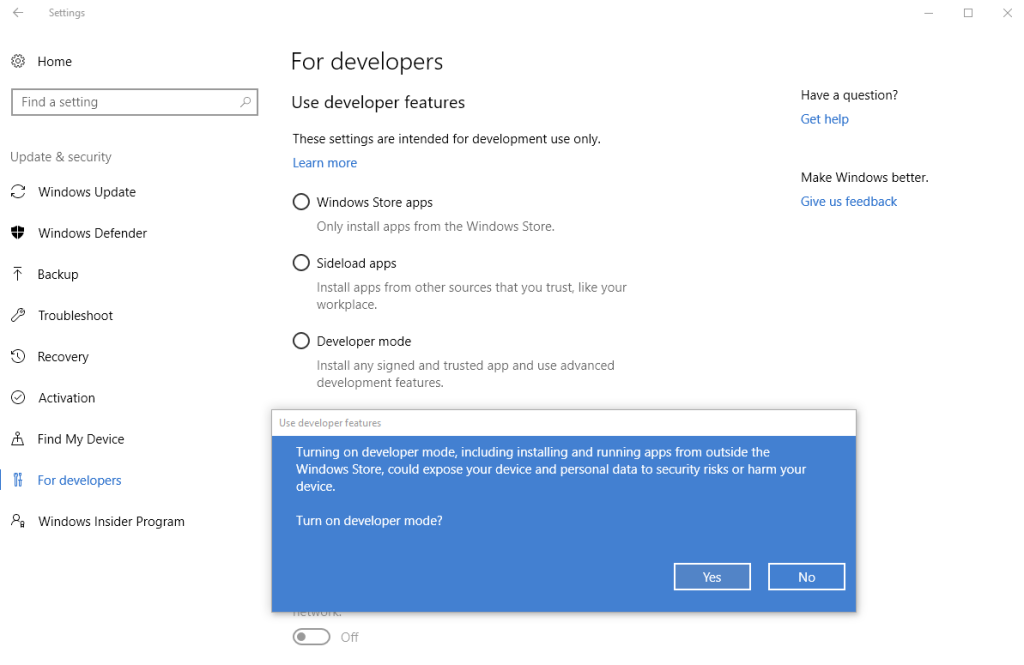 Settings
Home
Find a setting
Update & security
Windows Update
Windows Defender
Backup
Troubleshoot
Recovery
Activation
Find My Device
For developers
Windows Insider Program
For developers
Use developer features
These settings are intended for development use only.
Learn more
Windows Store apps
Only install apps from the Windows Store.
Sideload apps
Install apps from other sources that you trust, like your
workplace.
Developer mode
Install any signed and trusted app and use advanced
development features.
Use developer features
Turning on developer mode, including installing and running apps from outside the
Windows Store, could expose your device and personal data to security risks or harm your
device.
Turn on developer mode?
Yes
No
network.
Off
Have a question?
Get help
Make Windows better.
Give us feedback